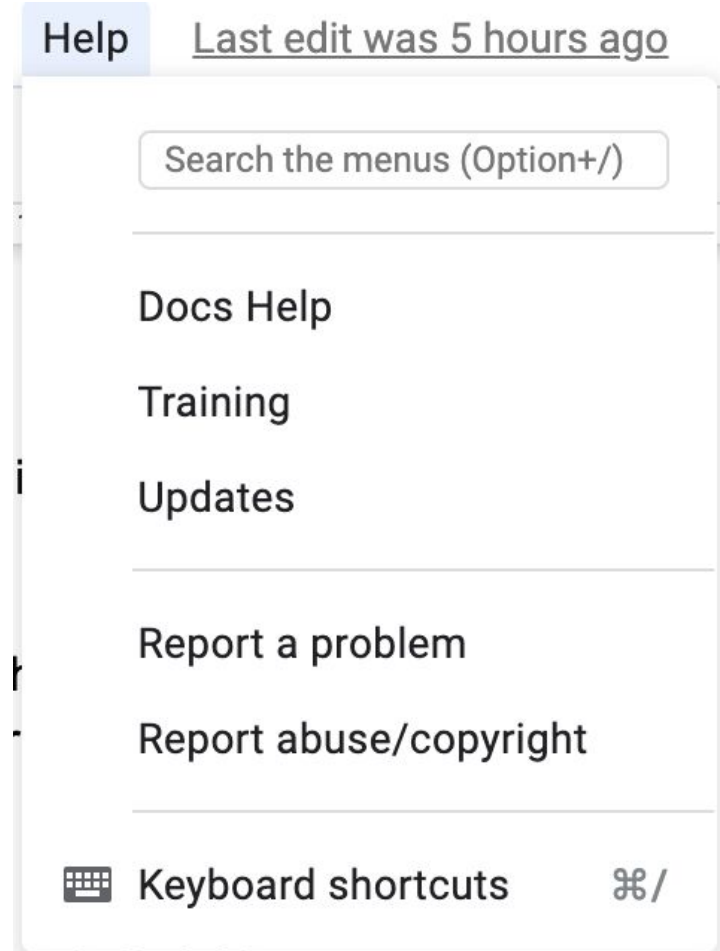 Help Last edit was 5 hours ago
Search the menus (Option+/)
Docs Help
Training
Updates
Report a problem
Report abuse/copyright
Keyboard shortcuts ⌘/